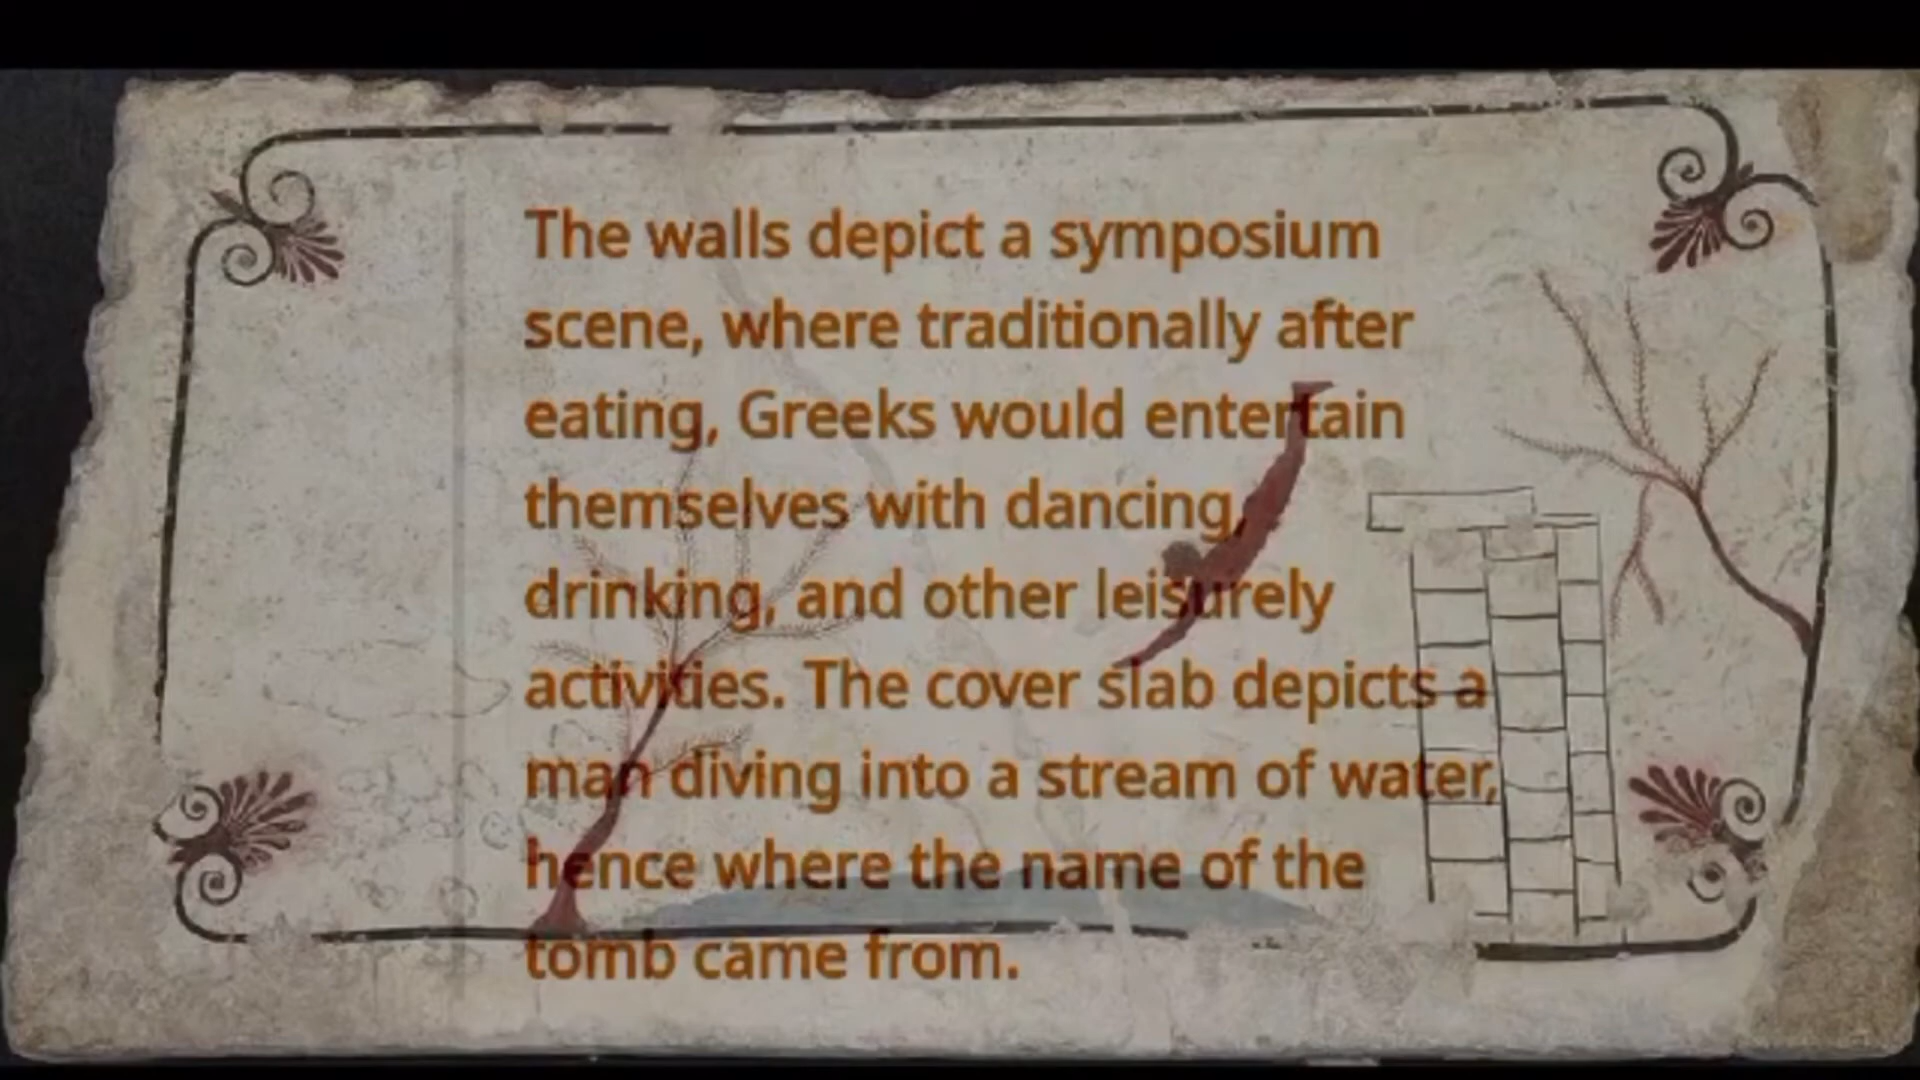 The walls depict a symposium
scene, where traditionally after
eating, Greeks would entertain
themselves with dancing,
drinking, and other leisurely
activities. The cover slab depicts a
man diving into a stream of water,
hence where the name of the
tomb came from.